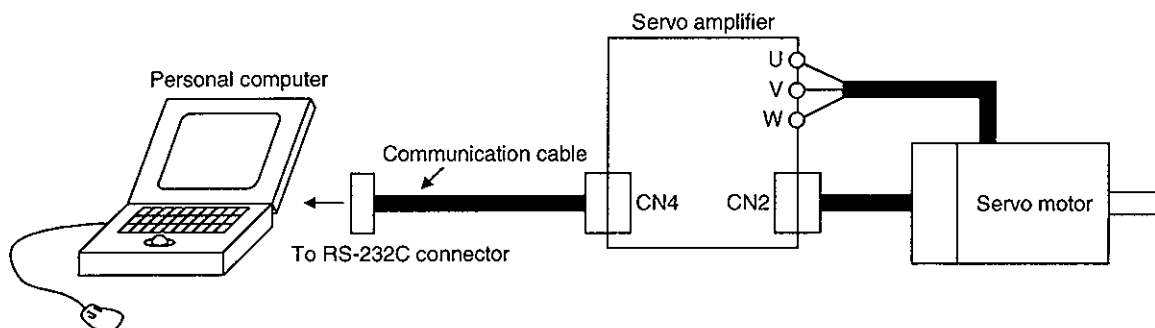 Servo amplifier
Personal computer
U
V
W
Communication cable
CN4
CN2
Servo motor
To RS-232C connector